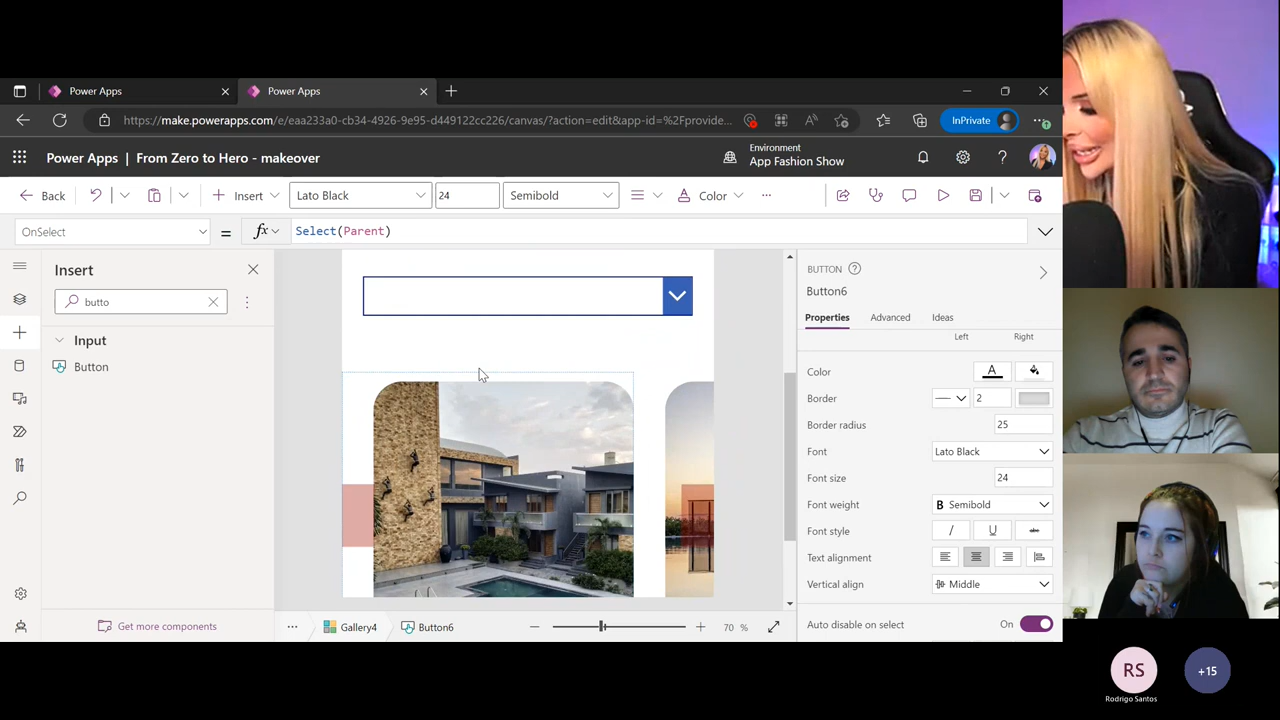 Power Apps
Power Apps
https://make.powerapps.com/e/eaa233a0-cb34-4926-9e95-d449122cc226/canvas/?action=edit&app-id=%2Fprovide...
InPrivate
Power Apps | From Zero to Hero - makeover
Environment
App Fashion Show
Back
Insert
Lato Black
24
Semibold
Color
OnSelect
= fx
Select(Parent)
Insert
butto
Input
Button
Get more components
Gallery4
Button6
70 %
BUTTON
Button6
Properties
Advanced
Ideas
Left
Right
Color
A
Border
2
Border radius
25
Font
Lato Black
Font size
24
Font weight
B Semibold
Font style
/ U abc
Text alignment
Vertical align
Middle
Auto disable on select
On
RS
Rodrigo Santos
+15